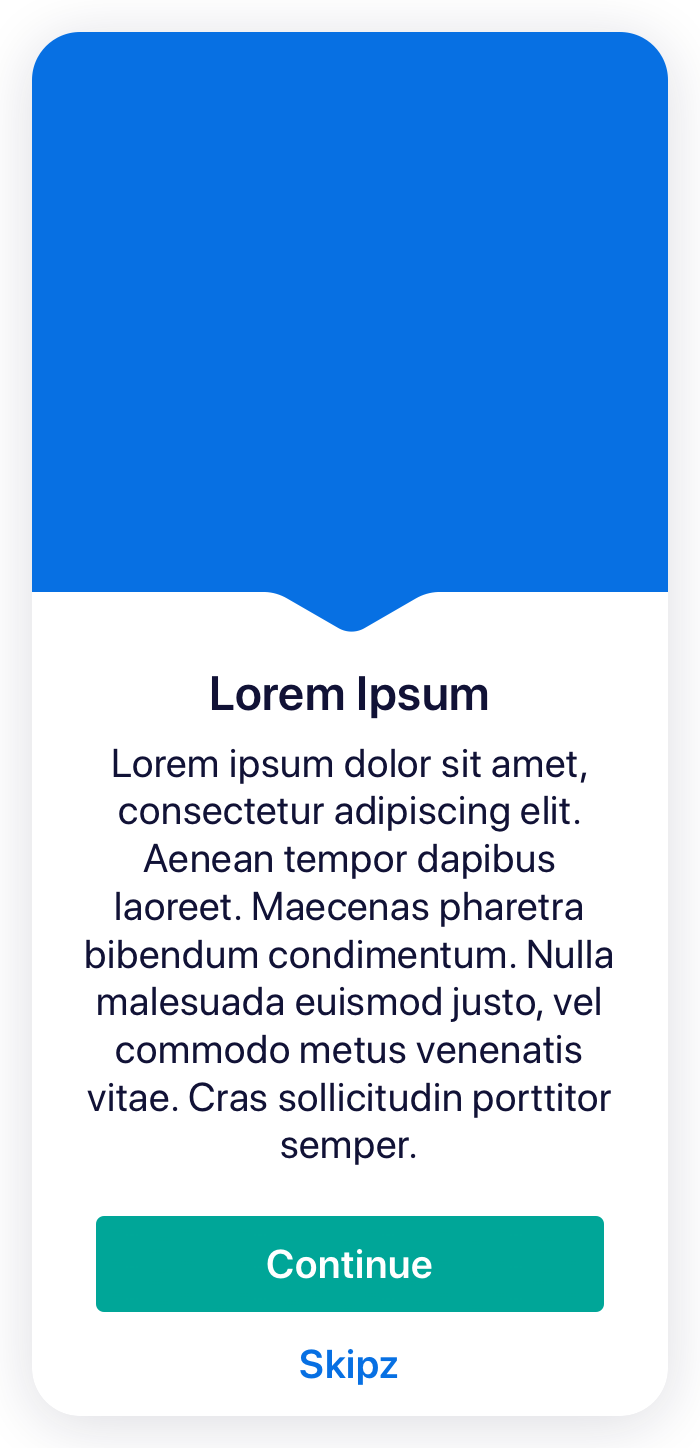 Lorem Ipsum
Lorem ipsum dolor sit amet,
consectetur adipiscing elit.
Aenean tempor dapibus
laoreet. Maecenas pharetra
bibendum condimentum. Nulla
malesuada euismod justo, vel
commodo metus venenatis
vitae. Cras sollicitudin porttitor
semper.
Continue
Skipz